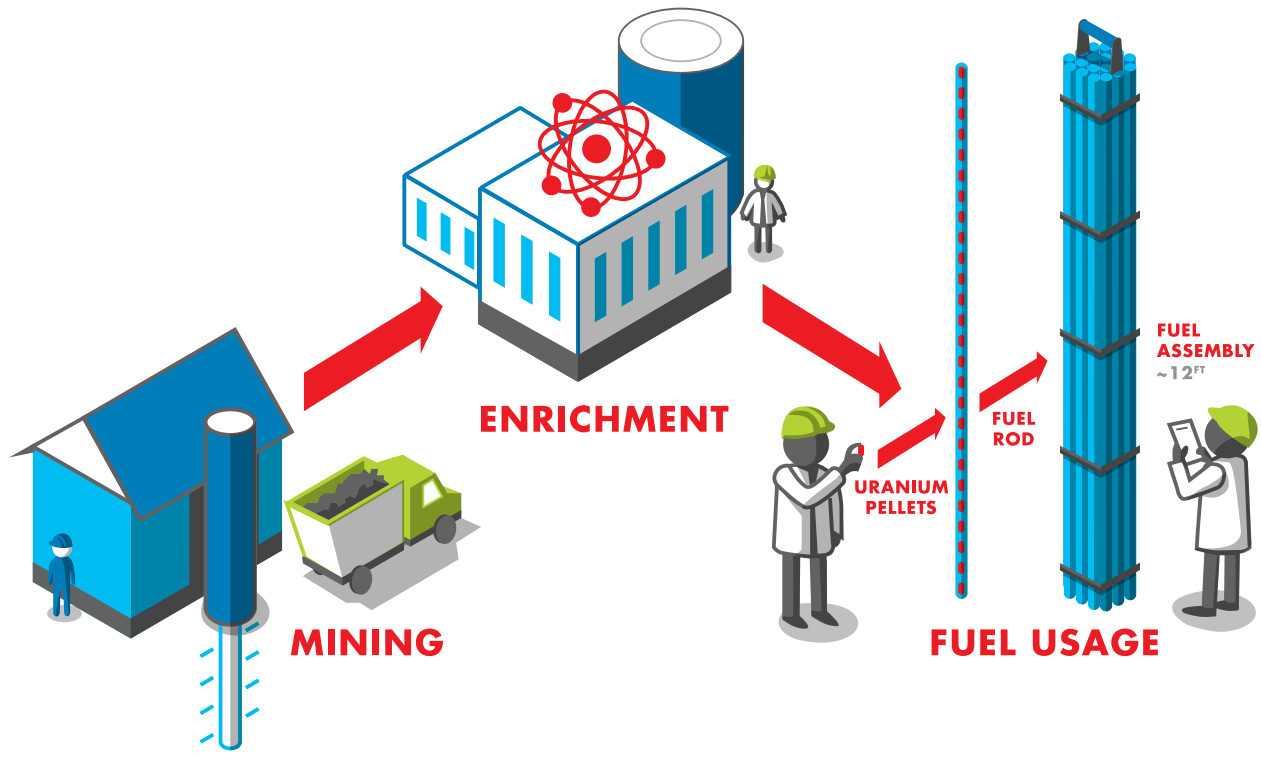 MINING
ENRICHMENT
URANIUM
PELLETS
FUEL
ROD
FUEL
ASSEMBLY
~12FT
FUEL USAGE